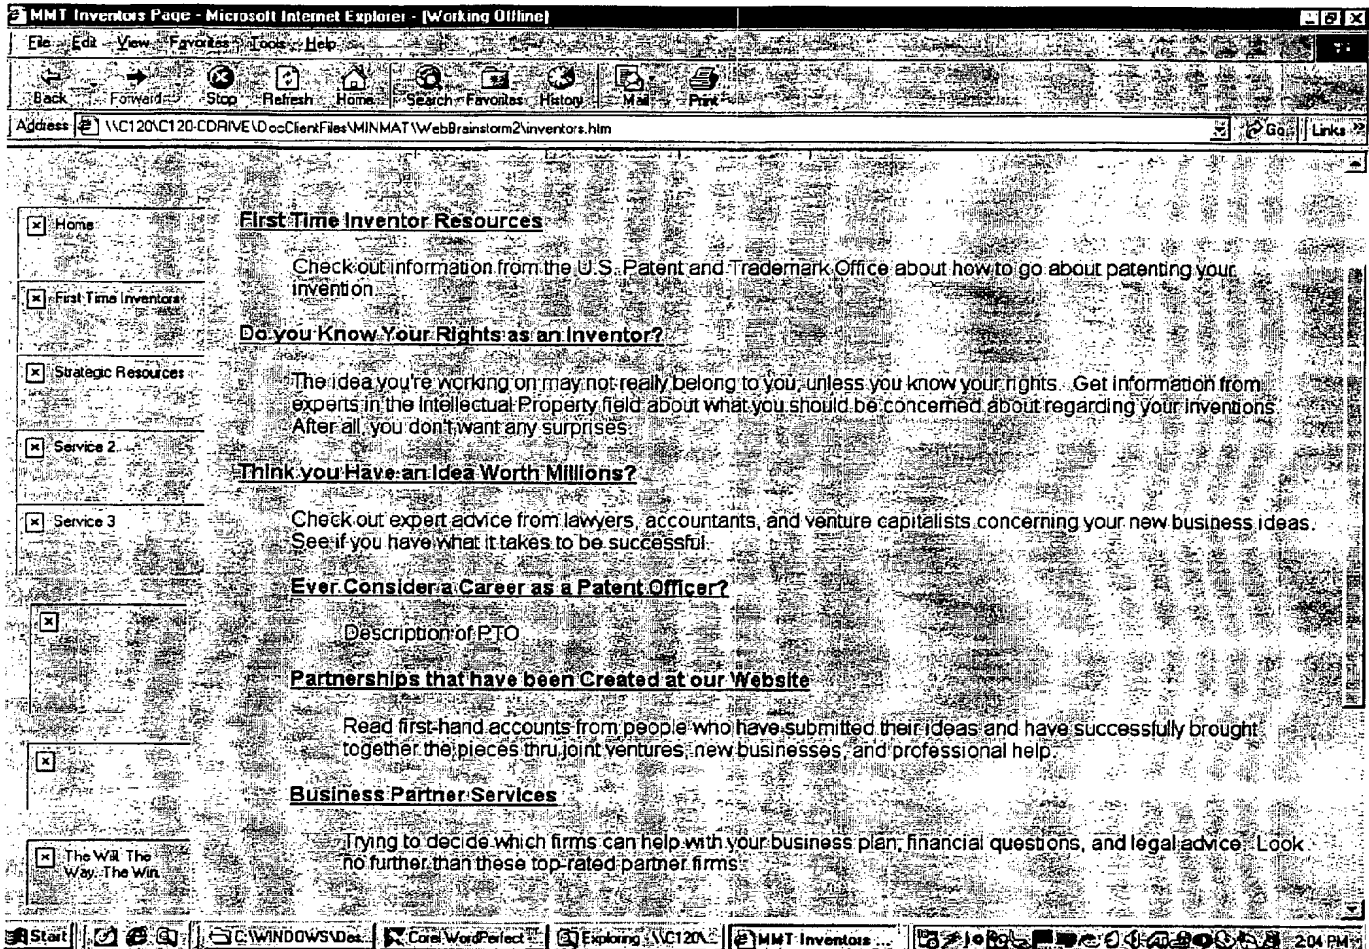 MMT Inventors Page - Microsoft Internet Explorer - [Working Offline]
File Edit View Favorites Tools Help
Back Forward Stop Refresh Home Search Favorites History Mail Print
Address \\C120\C120-CDRIVE\DocClientFiles\MINMAT\WebBrainstorm2\inventors.htm Go Links
Home
First Time Inventors
Strategic Resources
Service 2
Service 3
The Will. The
Way. The Win.
First Time Inventor Resources
Check out information from the U.S. Patent and Trademark Office about how to go about patenting your
invention.
Do you Know Your Rights as an Inventor?
The idea you're working on may not really belong to you, unless you know your rights. Get information from
experts in the Intellectual Property field about what you should be concerned about regarding your inventions.
After all, you don't want any surprises.
Think you Have an Idea Worth Millions?
Check out expert advice from lawyers, accountants, and venture capitalists concerning your new business ideas.
See if you have what it takes to be successful.
Ever Consider a Career as a Patent Officer?
Description of PTO
Partnerships that have been Created at our Website
Read first-hand accounts from people who have submitted their ideas and have successfully brought
together the pieces thru joint ventures, new businesses, and professional help.
Business Partner Services
Trying to decide which firms can help with your business plan, financial questions, and legal advice. Look
no further than these top-rated partner firms.
Start C:\WINDOWS\Des... Corel WordPerfect Exploring - \\C120\C MMT Inventors ... 2:04 PM